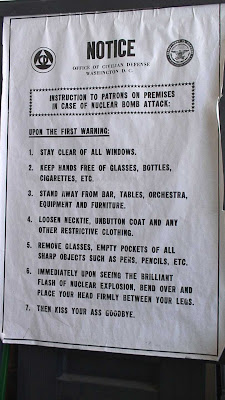 NOTICE
OFFICE OF CIVILIAN DEFENSE
WASHINGTON D. C.
INSTRUCTION TO PATRONS ON PREMISES
IN CASE OF NUCLEAR BOMB ATTACK:
UPON THE FIRST WARNING:
1. STAY CLEAR OF ALL WINDOWS.
2. KEEP HANDS FREE OF GLASSES, BOTTLES,
CIGARETTES, ETC.
3. STAND AWAY FROM BAR, TABLES, ORCHESTRA,
EQUIPMENT AND FURNITURE.
4. LOOSEN NECKTIE, UNBUTTON COAT AND ANY
OTHER RESTRICTIVE CLOTHING.
5. REMOVE GLASSES, EMPTY POCKETS OF ALL
SHARP OBJECTS SUCH AS PENS, PENCILS, ETC.
6. IMMEDIATELY UPON SEEING THE BRILLIANT
FLASH OF NUCLEAR EXPLOSION, BEND OVER AND
PLACE YOUR HEAD FIRMLY BETWEEN YOUR LEGS.
7. THEN KISS YOUR ASS GOODBYE.